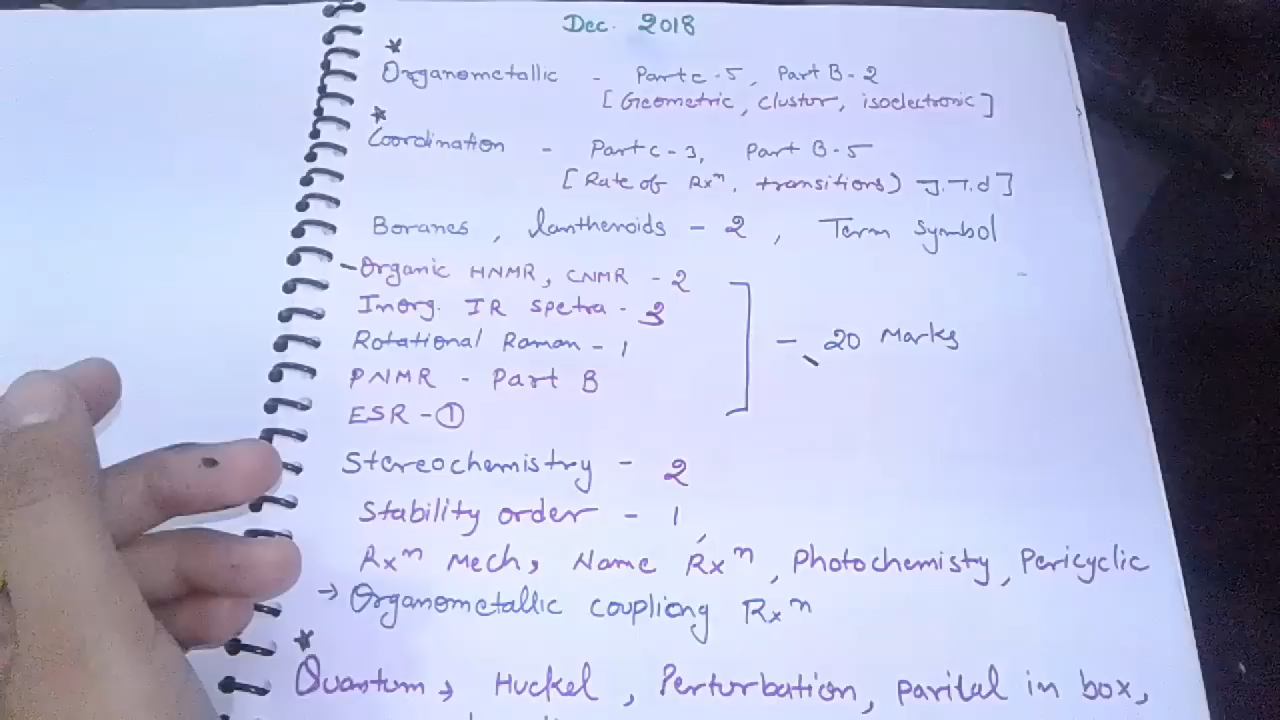 Dec. 2018
* Organometallic - Part c - 5, Part B - 2
[Geometric, clustur, isoelectronic]
* Coordination - Part c - 3, Part B - 5
[Rate of Rxⁿ, transitions) J.T.d]
Boranes, lanthenoids - 2, Term symbol
- Organic HNMR, CNMR - 2
Inorg. IR spetra - 3
Rotational Raman - 1
- 20 Marks
PNMR - Part B
ESR - ①
Stereochemistry - 2
Stability order - 1
Rxⁿ Mech, Name Rxⁿ, Photochemisty, Pericyclic
→ Organometallic coupliong Rxⁿ
* Quantum → Huckel, Perturbation, parital in box,